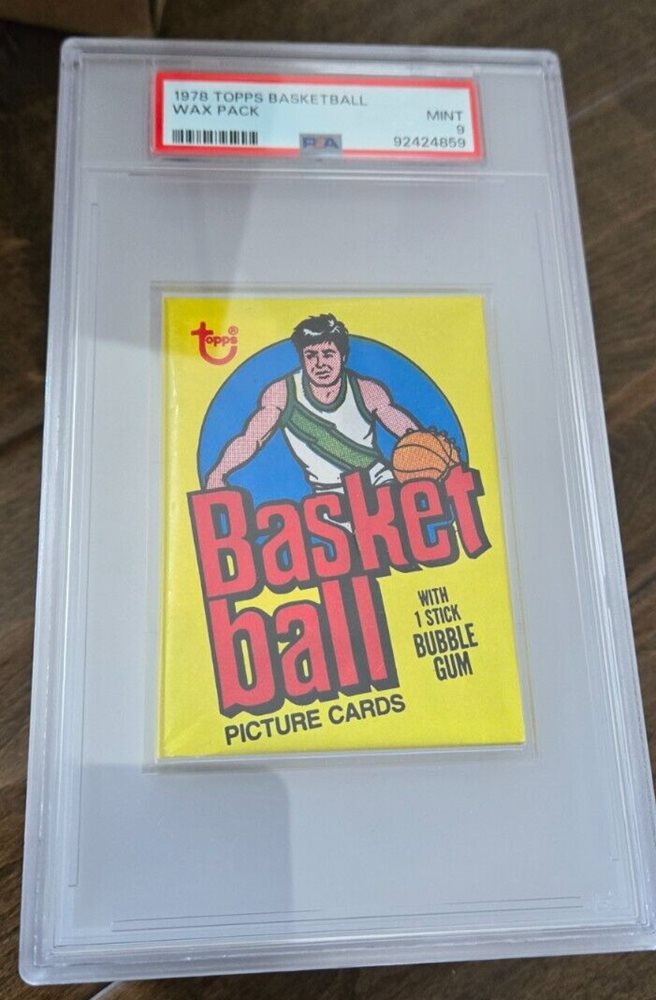 1978 TOPPS BASKETBALL
WAX PACK
MINT
9
PSA
92424859
topps®
Basket
ball
WITH
1 STICK
BUBBLE
GUM
PICTURE CARDS